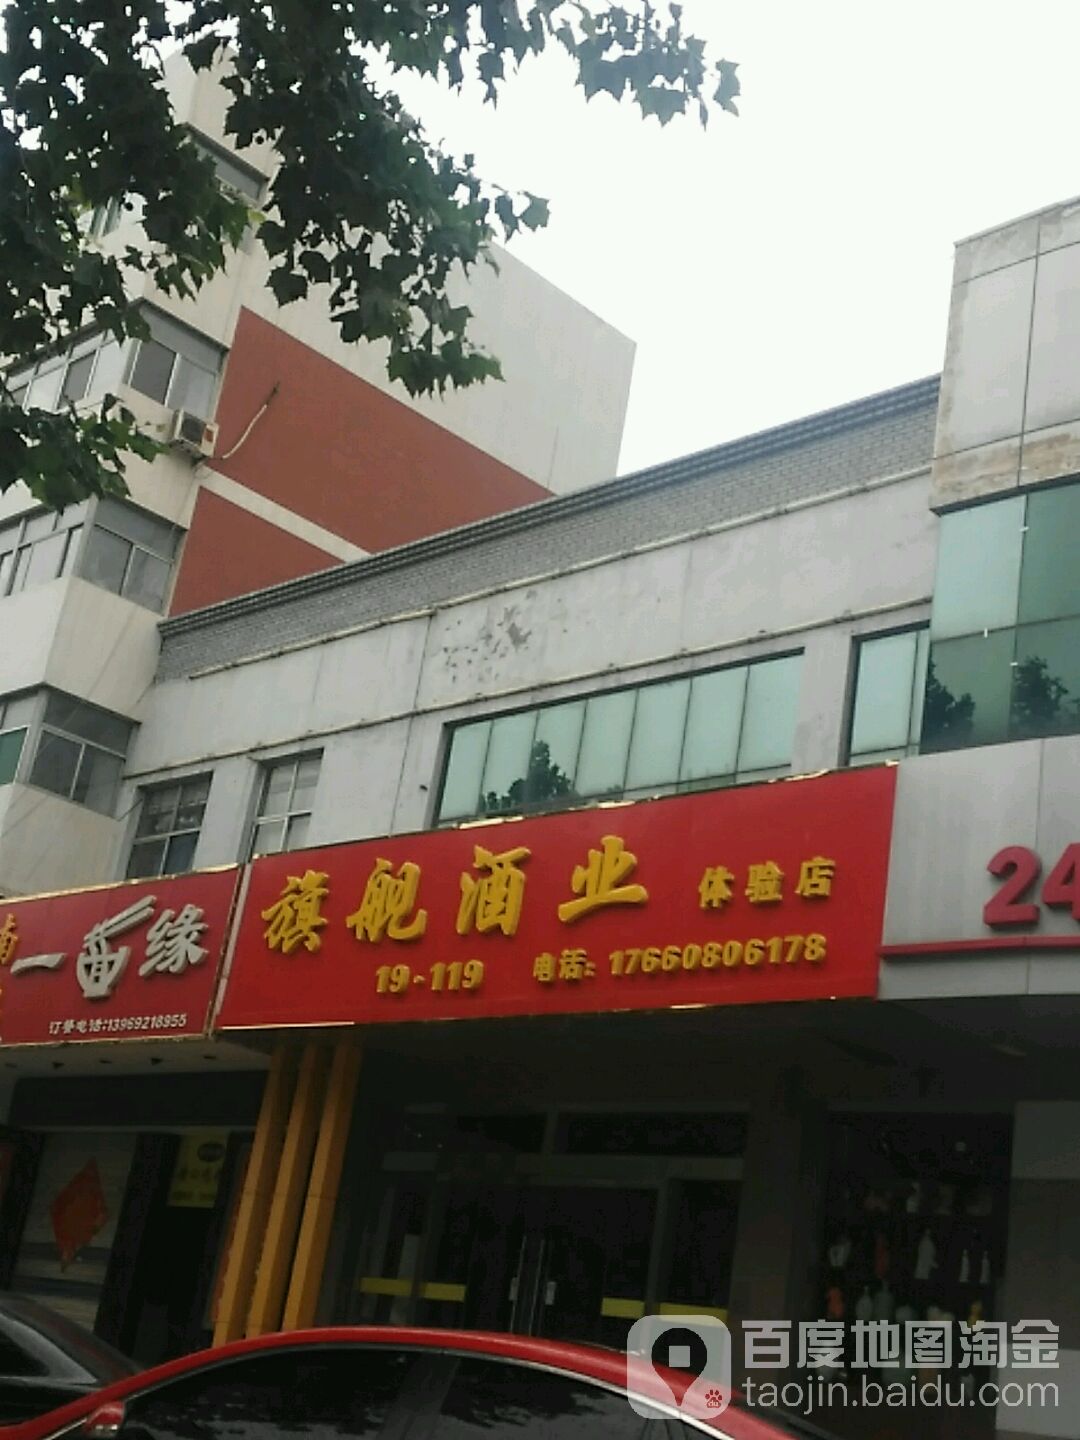 旗舰酒业 体验店
19-119 电话:17660806178
南
一番缘
订餐电话:13969218955
24
百度地图淘金
taojin.baidu.com